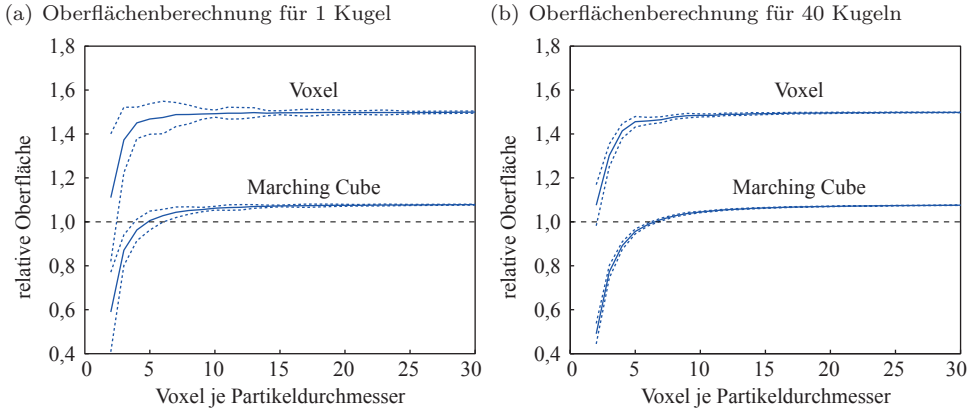 (a) Oberflächenberechnung für 1 Kugel
1,8
1,6
1,4
1,2
1.0
0,8
0,6
0,4
relative Oberfläche
Voxel
Marching Cube
0 5 10 15 20 25 30
Voxel je Partikeldurchmesser
(b) Oberflächenberechnung für 40 Kugeln
1,8
1,6
1,4
1,2
1.0
0,8
0,6
0,4
relative Oberfläche
Voxel
Marching Cube
0 5 10 15 20 25 30
Voxel je Partikeldurchmesser